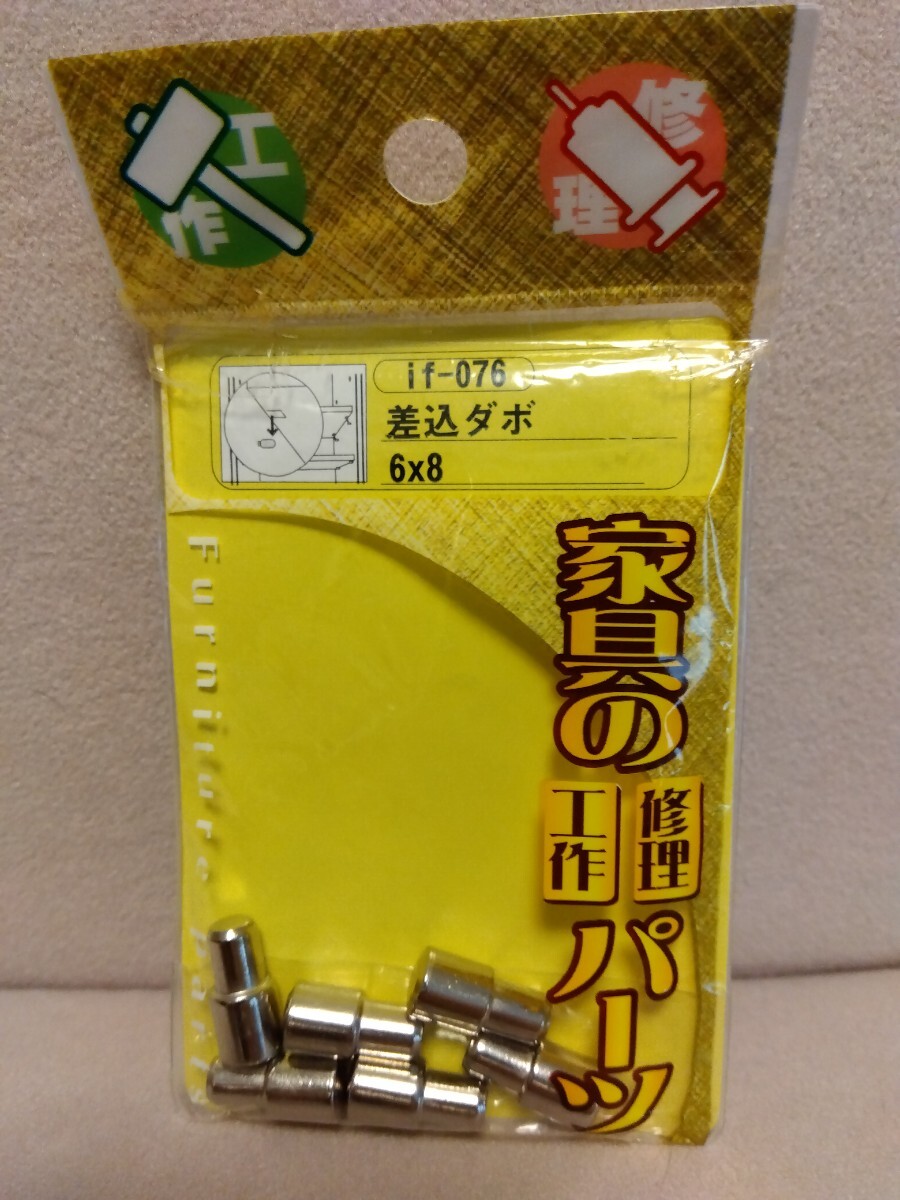 工作
修理
if-076
差込ダボ
6x8
Furniture part
家具の
修理
工作
パーツ